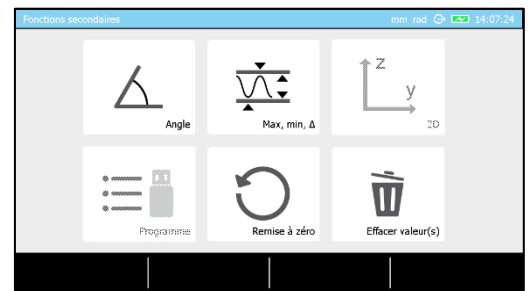 Fonctions secondaires mm rad 14:07:24
z
y
Angle Max, min, Δ 2D
Programme Remise à zéro Effacer valeur(s)